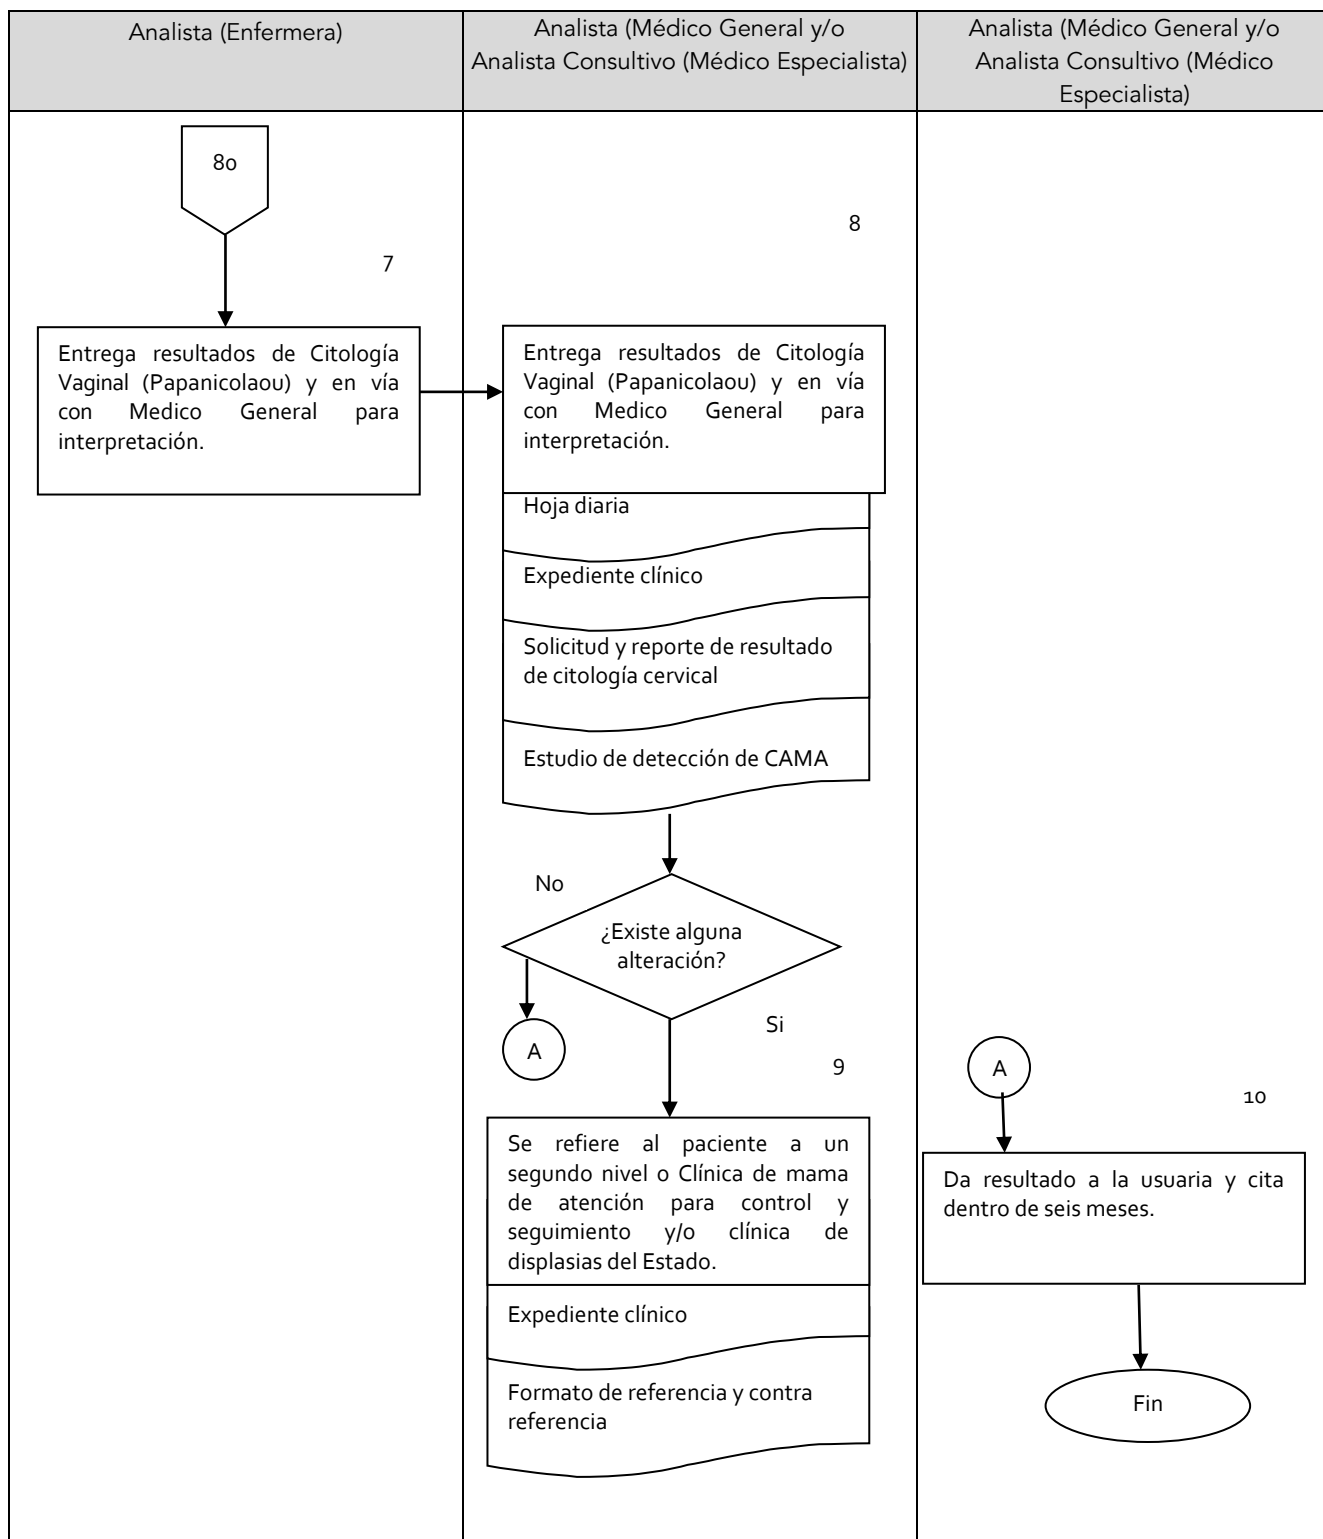 Analista (Enfermera)
Analista (Médico General y/o
Analista Consultivo (Médico Especialista)
Analista (Médico General y/o
Analista Consultivo (Médico
Especialista)
80
7
Entrega resultados de Citología
Vaginal (Papanicolaou) y en vía
con Medico General para
interpretación.
8
Entrega resultados de Citología
Vaginal (Papanicolaou) y en vía
con Medico General para
interpretación.
Hoja diaria
Expediente clínico
Solicitud y reporte de resultado
de citología cervical
Estudio de detección de CAMA
No
¿Existe alguna
alteración?
A
Si
9
Se refiere al paciente a un
segundo nivel o Clínica de mama
de atención para control y
seguimiento y/o clínica de
displasias del Estado.
Expediente clínico
Formato de referencia y contra
referencia
A
10
Da resultado a la usuaria y cita
dentro de seis meses.
Fin